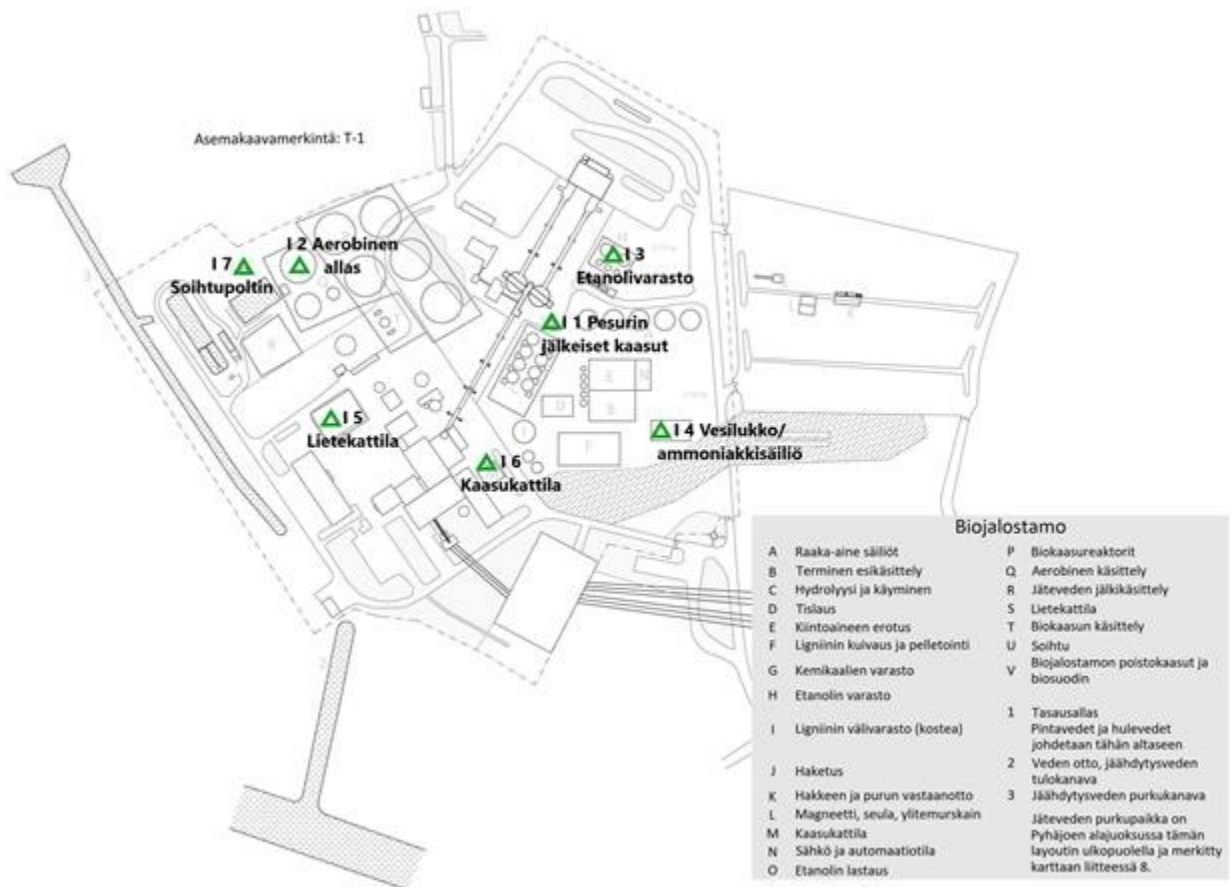 Asemakaavamerkintä: T-1
I 2 Aerobinen
allas
I 7
Soihtupoltin
I 3
Etanolivarasto
I 1 Pesurin
jälkeiset kaasut
I 5
Lietekattila
I 4 Vesilukko/
ammoniakkisäiliö
I 6
Kaasukattila
Biojalostamo
A Raaka-aine säiliöt
B Terminen esikäsittely
C Hydrolyysi ja käyminen
D Tislaus
E Kiintoaineen erotus
F Ligniinin kuivaus ja pelletointi
G Kemikaalien varasto
H Etanolin varasto
I Ligniinin välivarasto (kostea)
J Haketus
K Hakkeen ja purun vastaanotto
L Magneetti, seula, ylitemurskain
M Kaasukattila
N Sähkö ja automaatiotila
O Etanolin lastaus
P Biokaasureaktorit
Q Aerobinen käsittely
R Jäteveden jälkikäsittely
S Lietekattila
T Biokaasun käsittely
U Soihtu
V Biojalostamon poistokaasut ja
biosuodin
1 Tasausallas
Pintavedet ja hulevedet
johdetaan tähän altaseen
2 Veden otto, jäähdytysveden
tulokanava
3 Jäähdytysveden purkukanava
Jäteveden purkupaikka on
Pyhäjoen alajuoksussa tämän
layoutin ulkopuolella ja merkitty
karttaan liitteessä 8.